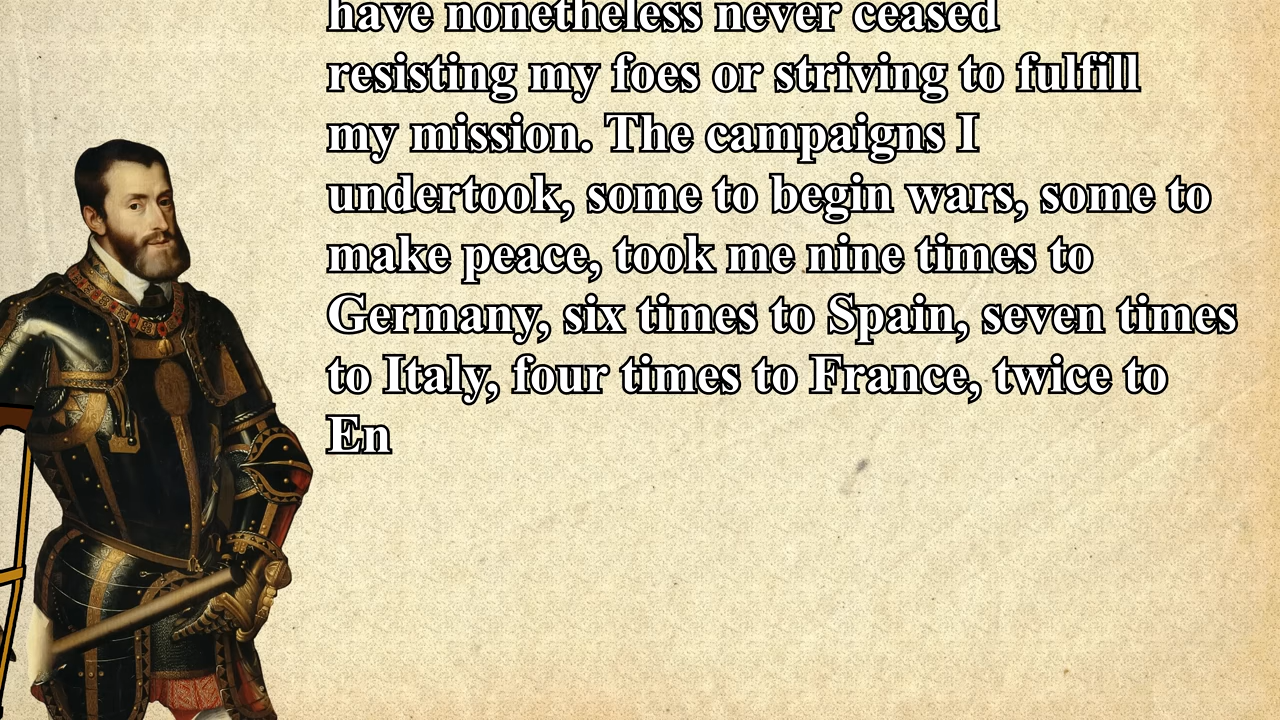 have nonetheless never ceased
resisting my foes or striving to fulfill
my mission. The campaigns I
undertook, some to begin wars, some to
make peace, took me nine times to
Germany, six times to Spain, seven times
to Italy, four times to France, twice to
En